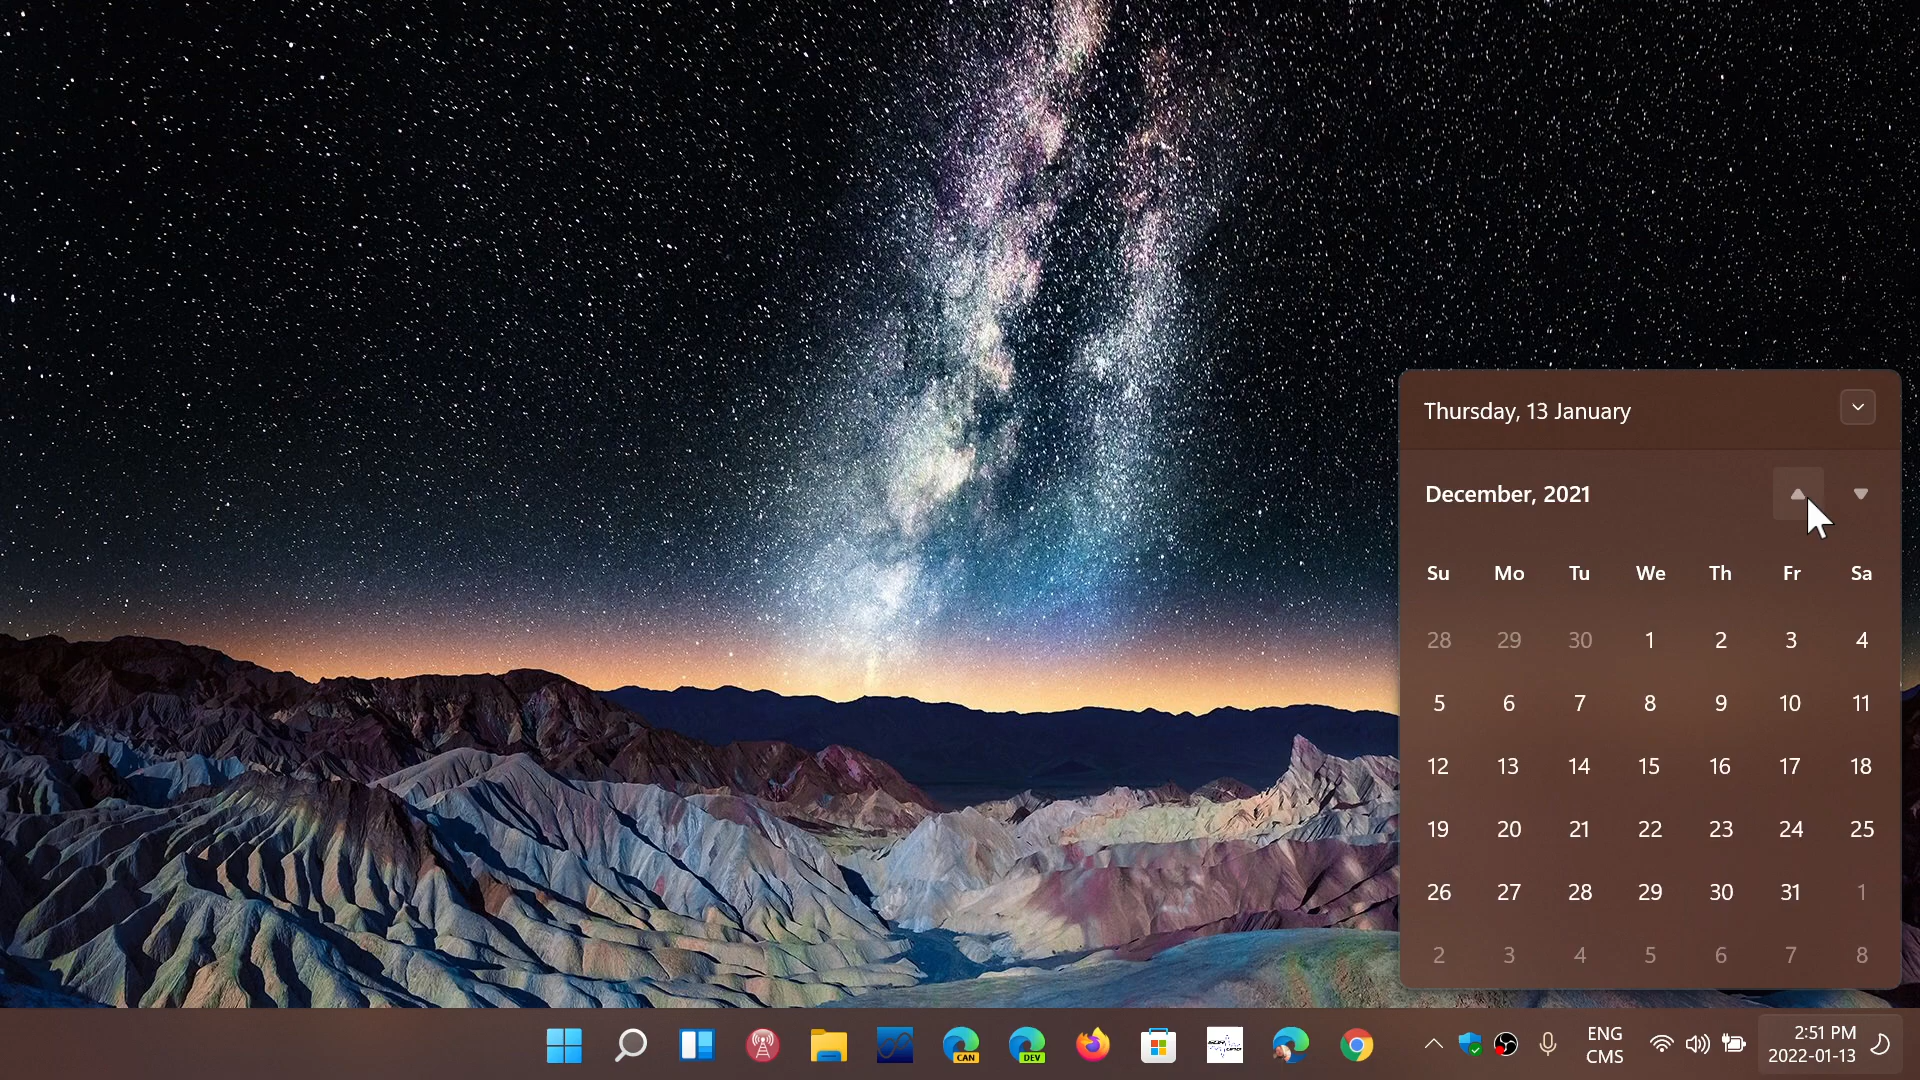 Thursday, 13 January
December, 2021
Su Mo Tu We Th Fr Sa
28 29 30 1 2 3 4
5 6 7 8 9 10 11
12 13 14 15 16 17 18
19 20 21 22 23 24 25
26 27 28 29 30 31 1
2 3 4 5 6 7 8
CAN
DEV
ENG
CMS
2:51 PM
2022-01-13